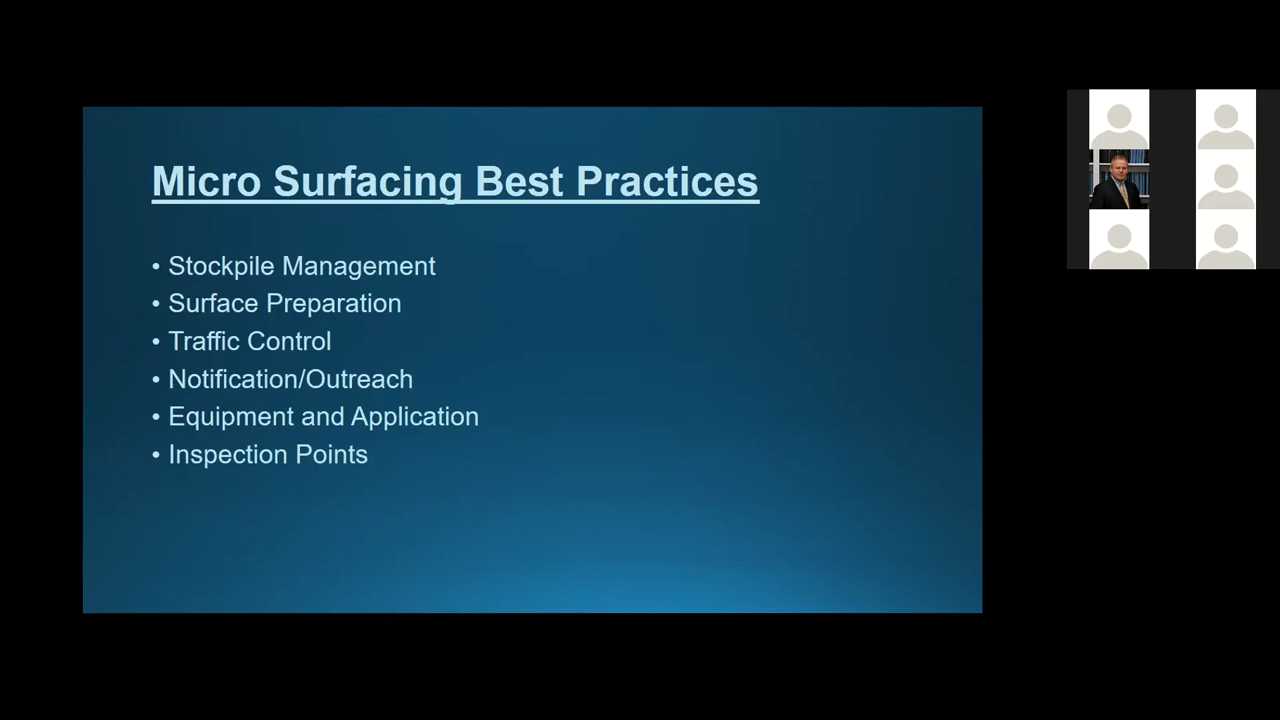 Micro Surfacing Best Practices
• Stockpile Management
• Surface Preparation
• Traffic Control
• Notification/Outreach
• Equipment and Application
• Inspection Points